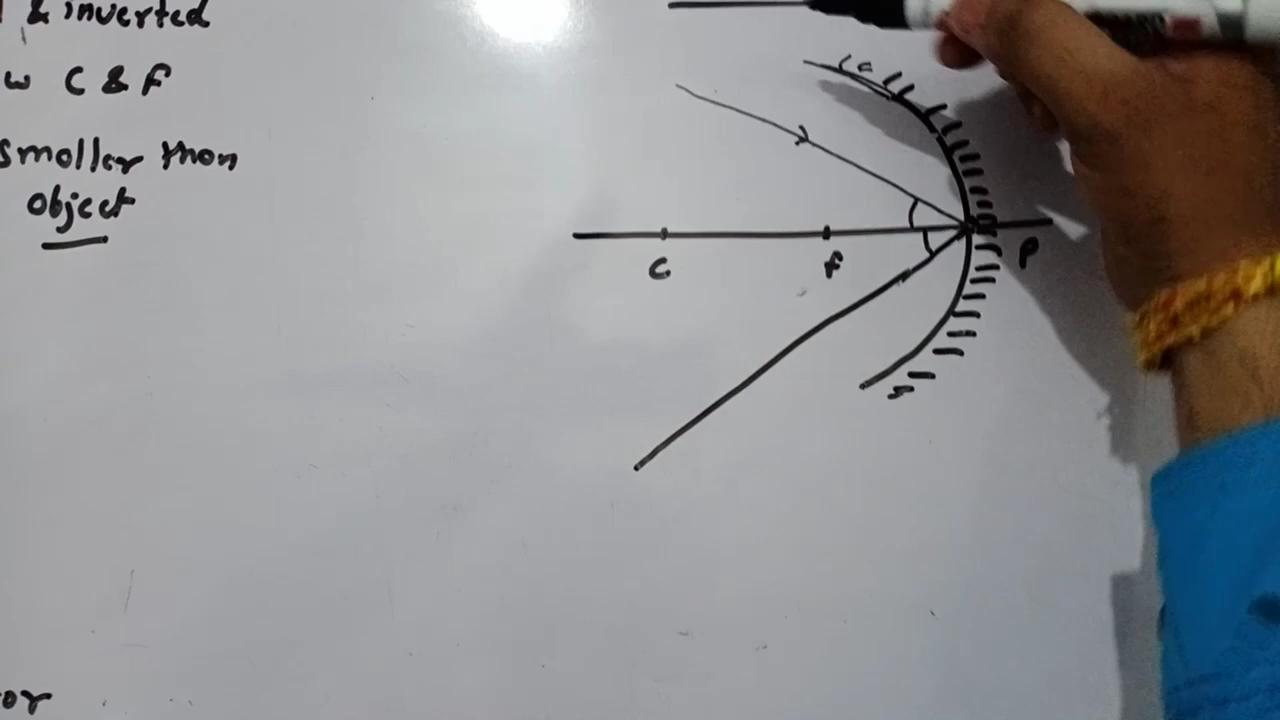 & inverted
w C & F
smaller than
object
C
F
P
or